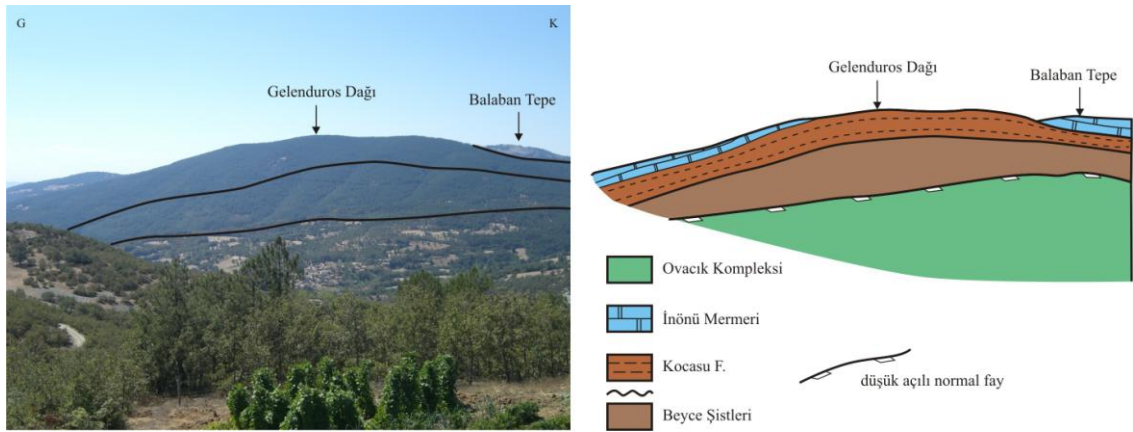 G
K
Gelenduros Dağı
Balaban Tepe
Gelenduros Dağı
Balaban Tepe
Ovacık Kompleksi
İnönü Mermeri
Kocasu F.
Beyce Şistleri
düşük açılı normal fay